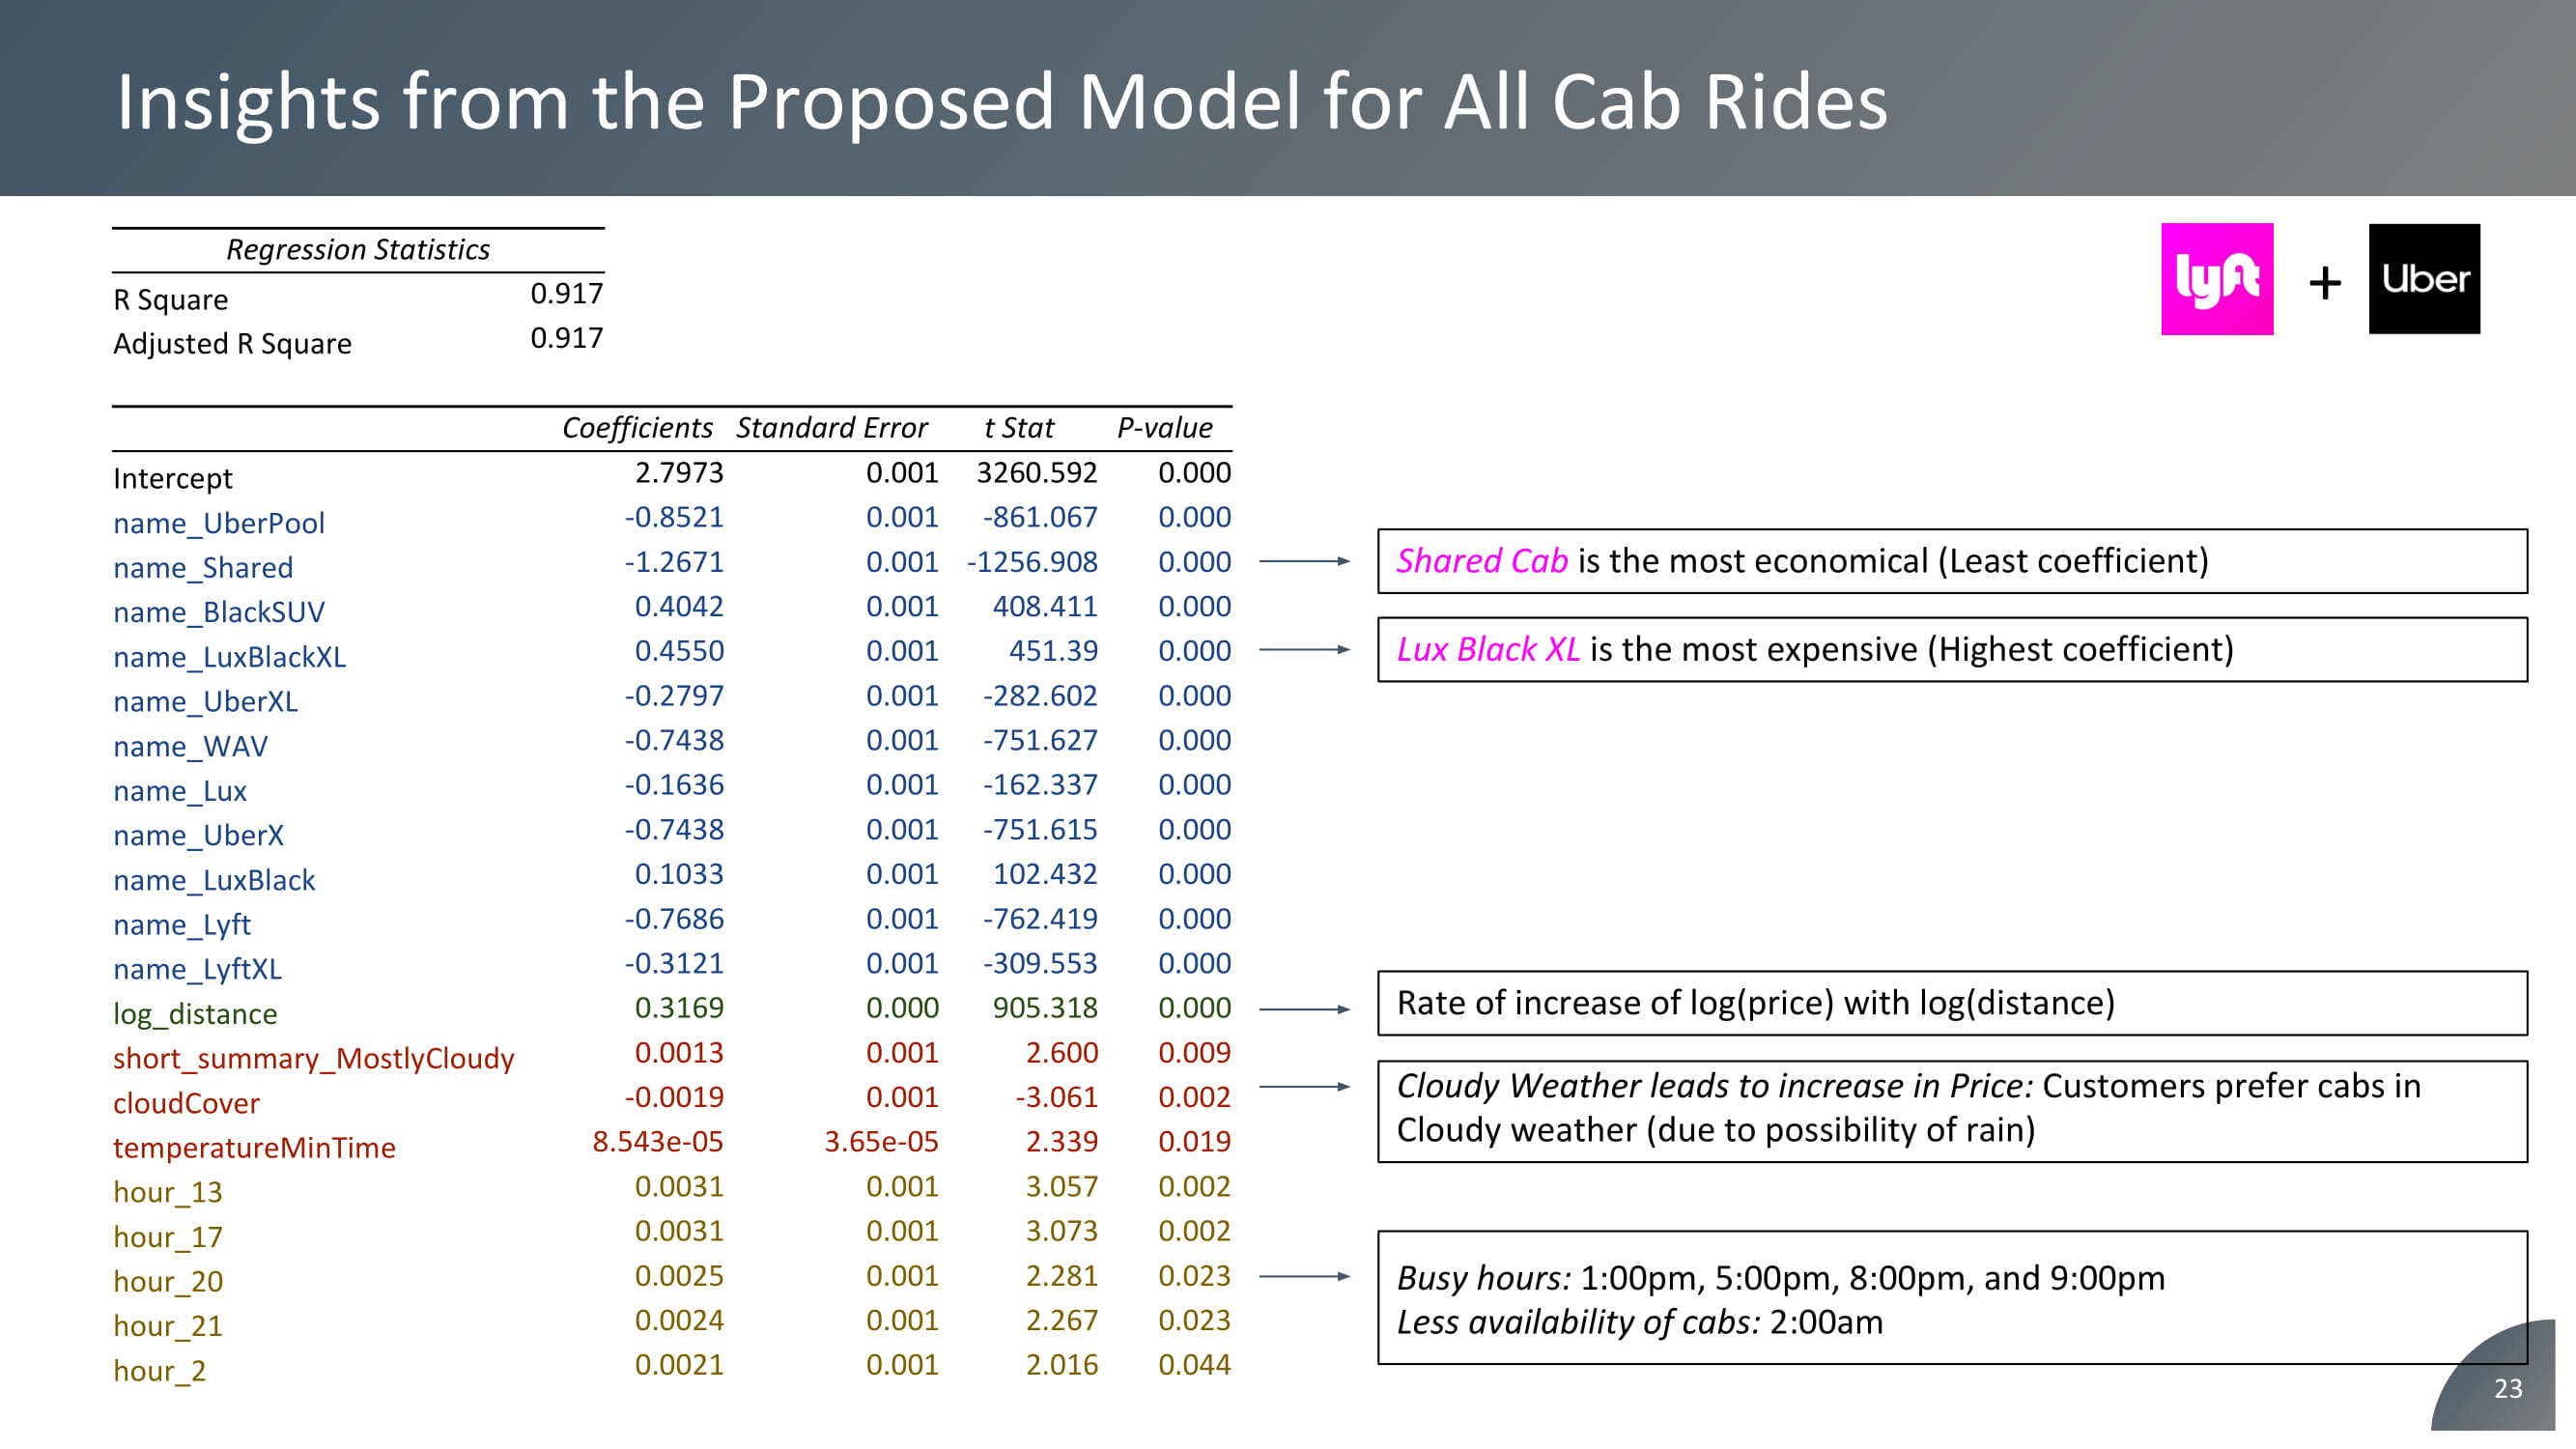 Insights from the Proposed Model for All Cab Rides
Regression Statistics
R Square 0.917
Adjusted R Square 0.917
lyft + Uber
Coefficients Standard Error t Stat P-value
Intercept 2.7973 0.001 3260.592 0.000
name_UberPool -0.8521 0.001 -861.067 0.000
name_Shared -1.2671 0.001 -1256.908 0.000
Shared Cab is the most economical (Least coefficient)
name_BlackSUV 0.4042 0.001 408.411 0.000
name_LuxBlackXL 0.4550 0.001 451.39 0.000
Lux Black XL is the most expensive (Highest coefficient)
name_UberXL -0.2797 0.001 -282.602 0.000
name_WAV -0.7438 0.001 -751.627 0.000
name_Lux -0.1636 0.001 -162.337 0.000
name_UberX -0.7438 0.001 -751.615 0.000
name_LuxBlack 0.1033 0.001 102.432 0.000
name_Lyft -0.7686 0.001 -762.419 0.000
name_LyftXL -0.3121 0.001 -309.553 0.000
log_distance 0.3169 0.000 905.318 0.000
Rate of increase of log(price) with log(distance)
short_summary_MostlyCloudy 0.0013 0.001 2.600 0.009
cloudCover -0.0019 0.001 -3.061 0.002
temperatureMinTime 8.543e-05 3.65e-05 2.339 0.019
Cloudy Weather leads to increase in Price: Customers prefer cabs in
Cloudy weather (due to possibility of rain)
hour_13 0.0031 0.001 3.057 0.002
hour_17 0.0031 0.001 3.073 0.002
hour_20 0.0025 0.001 2.281 0.023
hour_21 0.0024 0.001 2.267 0.023
hour_2 0.0021 0.001 2.016 0.044
Busy hours: 1:00pm, 5:00pm, 8:00pm, and 9:00pm
Less availability of cabs: 2:00am
23